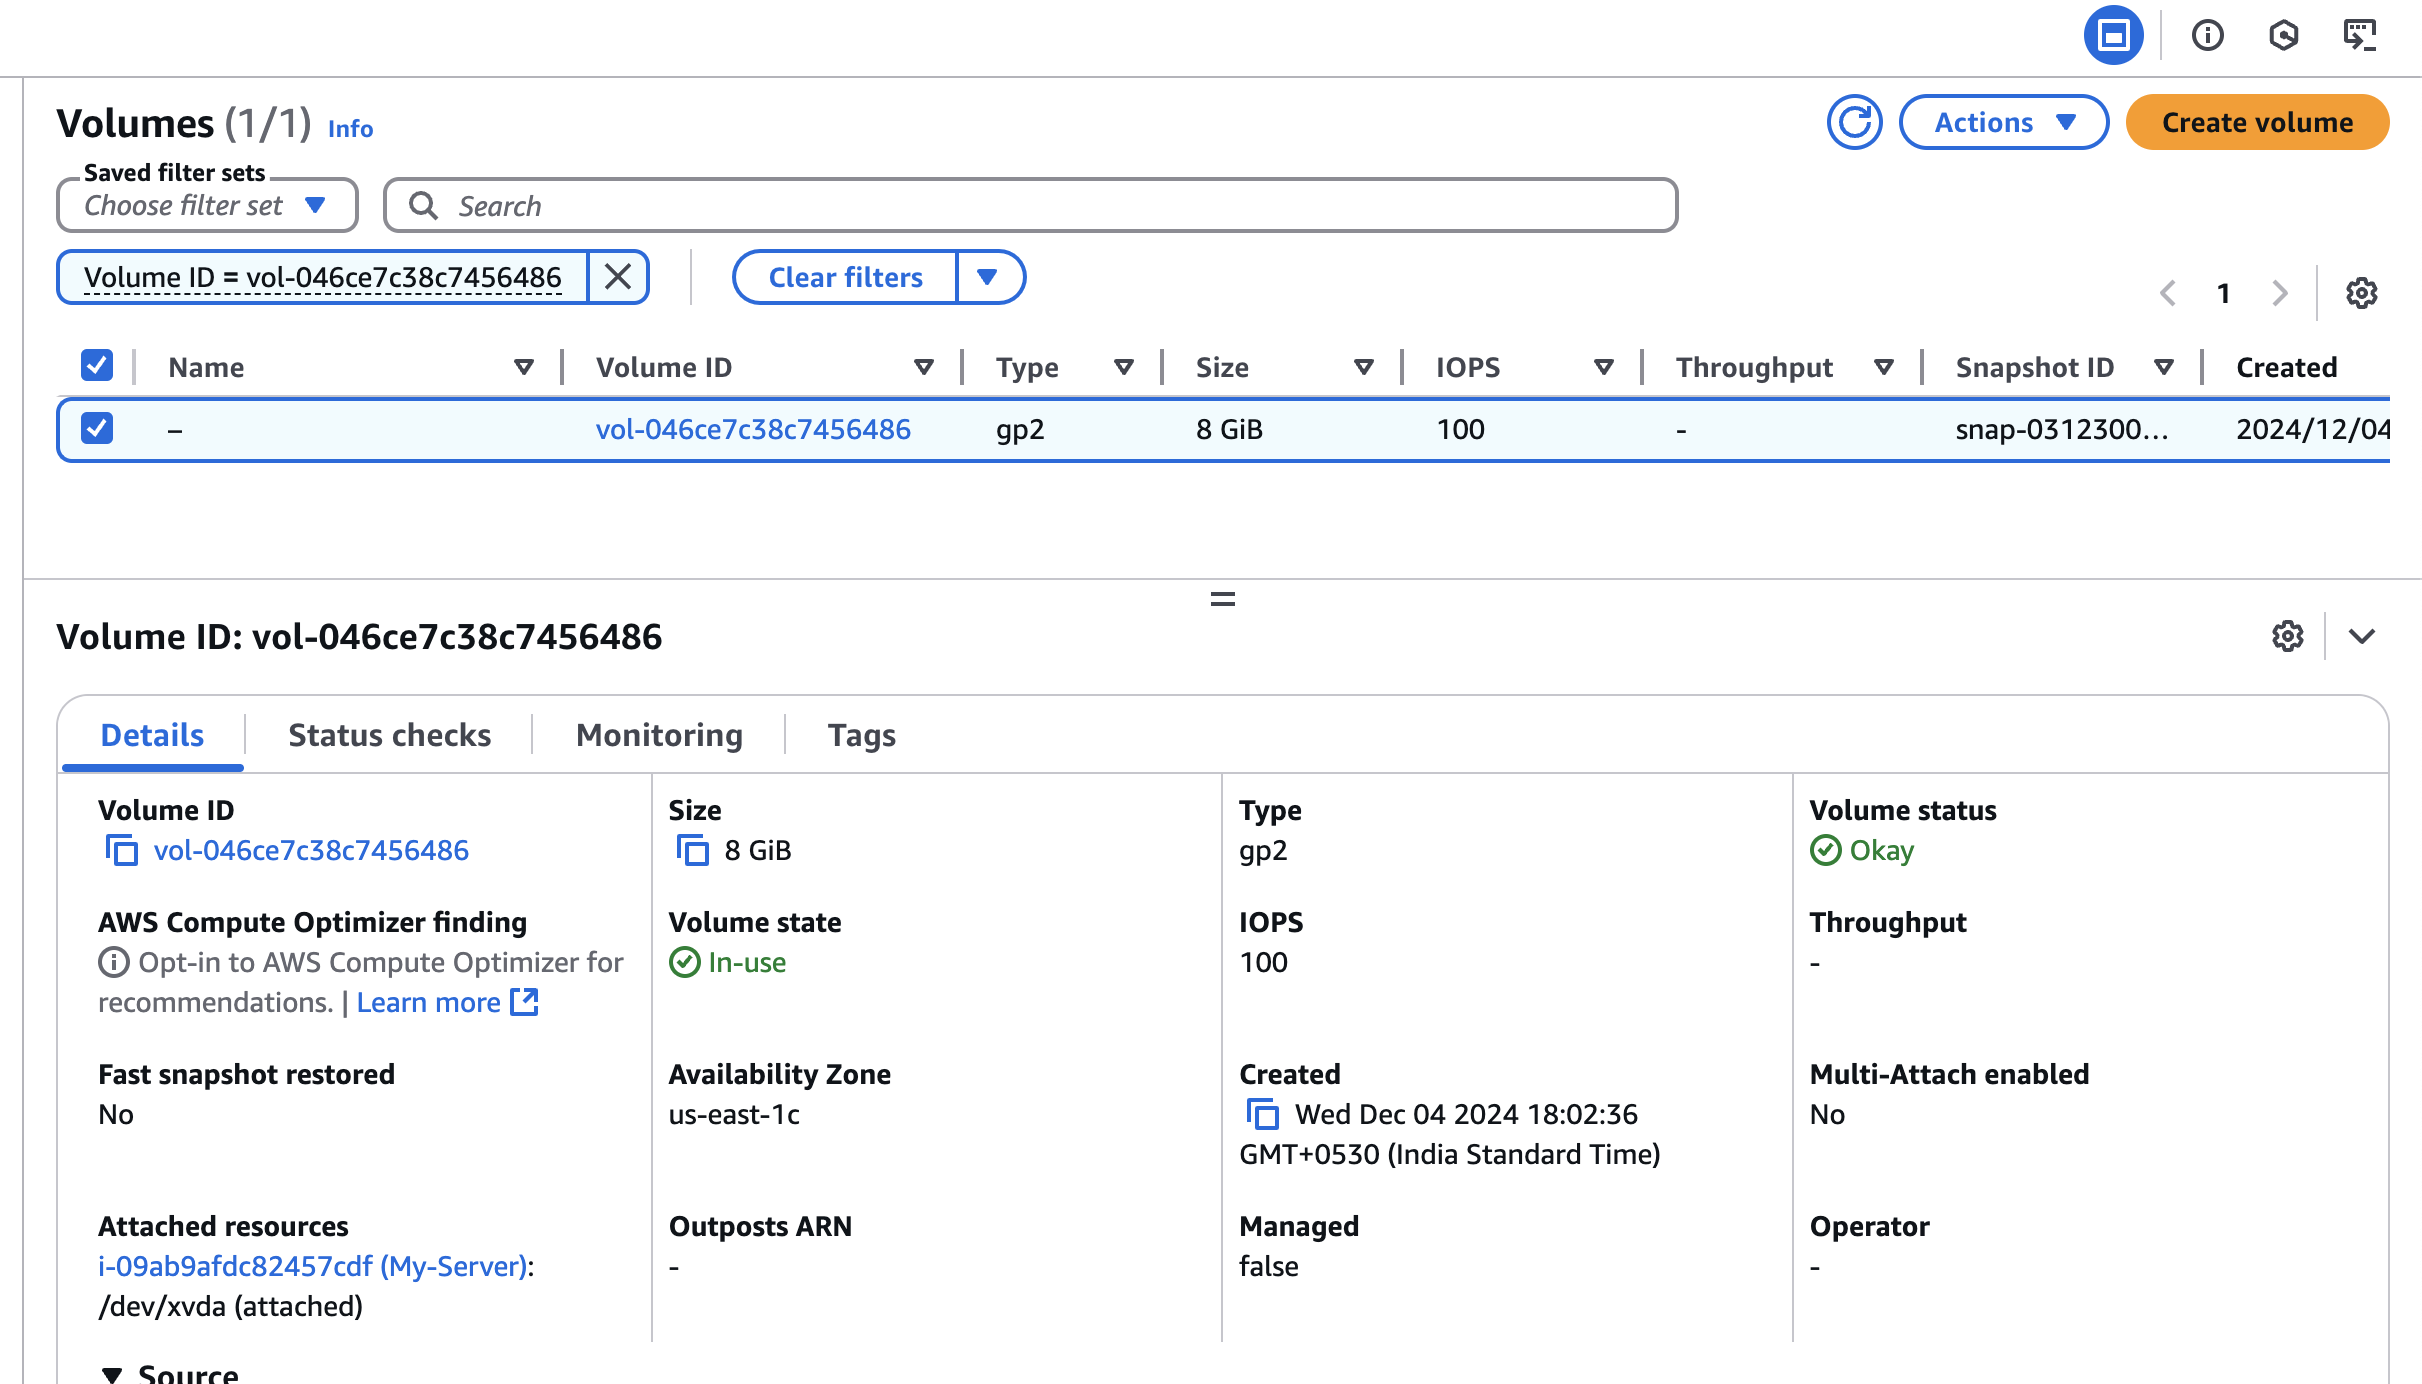 Volumes (1/1) Info
Actions
Create volume
Saved filter sets
Choose filter set
Search
Volume ID = vol-046ce7c38c7456486
Clear filters
1
Name Volume ID Type Size IOPS Throughput Snapshot ID Created
– vol-046ce7c38c7456486 gp2 8 GiB 100 - snap-0312300... 2024/12/04
Volume ID: vol-046ce7c38c7456486
Details Status checks Monitoring Tags
Volume ID
vol-046ce7c38c7456486
Size
8 GiB
Type
gp2
Volume status
Okay
AWS Compute Optimizer finding
Opt-in to AWS Compute Optimizer for
recommendations. | Learn more
Volume state
In-use
IOPS
100
Throughput
-
Fast snapshot restored
No
Availability Zone
us-east-1c
Created
Wed Dec 04 2024 18:02:36
GMT+0530 (India Standard Time)
Multi-Attach enabled
No
Attached resources
i-09ab9afdc82457cdf (My-Server):
/dev/xvda (attached)
Outposts ARN
-
Managed
false
Operator
-
Source